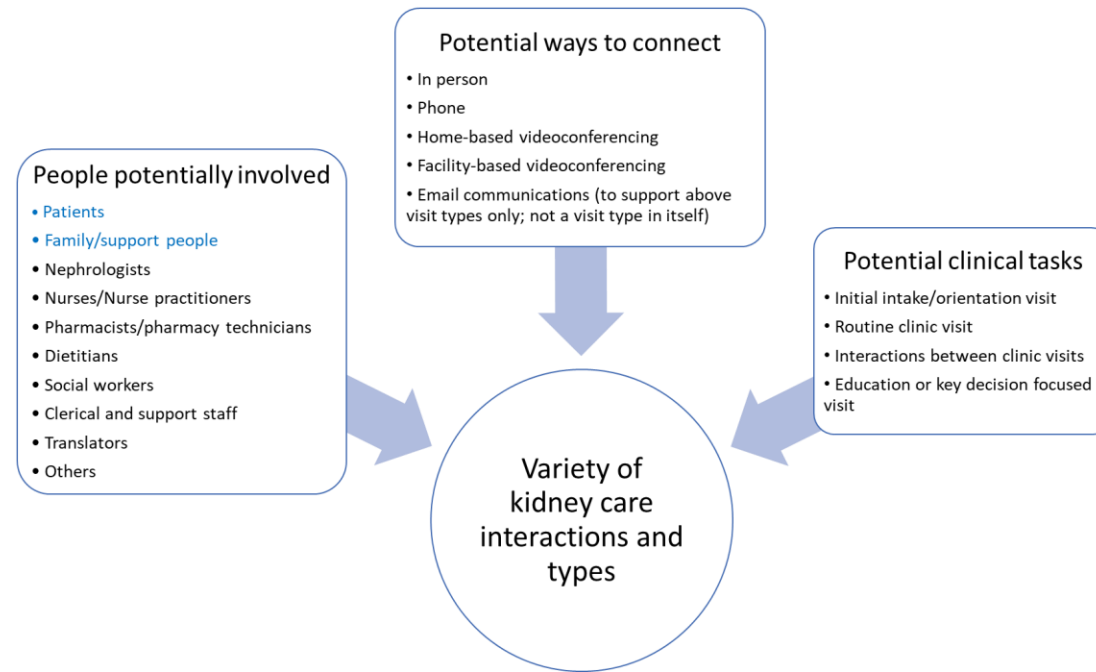 Potential ways to connect
• In person
• Phone
• Home-based videoconferencing
• Facility-based videoconferencing
• Email communications (to support above
visit types only; not a visit type in itself)
People potentially involved
• Patients
• Family/support people
• Nephrologists
• Nurses/Nurse practitioners
• Pharmacists/pharmacy technicians
• Dietitians
• Social workers
• Clerical and support staff
• Translators
• Others
Potential clinical tasks
• Initial intake/orientation visit
• Routine clinic visit
• Interactions between clinic visits
• Education or key decision focused
visit
Variety of
kidney care
interactions and
types